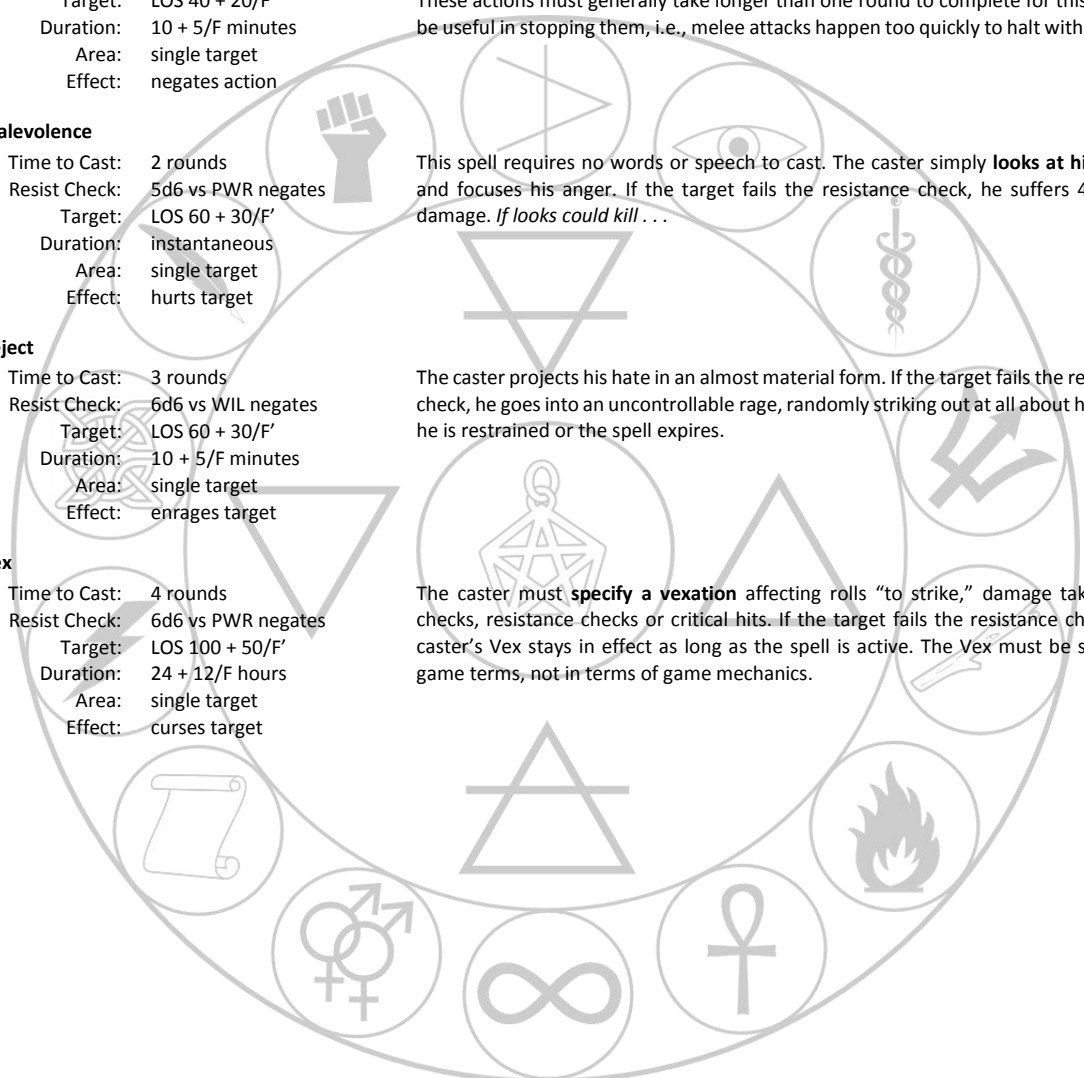 Target: LOS 40 + 20/F'
Duration: 10 + 5/F minutes
Area: single target
Effect: negates action
These actions must generally take longer than one round to complete for this
be useful in stopping them, i.e., melee attacks happen too quickly to halt with
alevolence
Time to Cast: 2 rounds
Resist Check: 5d6 vs PWR negates
Target: LOS 60 + 30/F'
Duration: instantaneous
Area: single target
Effect: hurts target
This spell requires no words or speech to cast. The caster simply looks at hi
and focuses his anger. If the target fails the resistance check, he suffers 4
damage. If looks could kill . . .
ject
Time to Cast: 3 rounds
Resist Check: 6d6 vs WIL negates
Target: LOS 60 + 30/F'
Duration: 10 + 5/F minutes
Area: single target
Effect: enrages target
The caster projects his hate in an almost material form. If the target fails the re
check, he goes into an uncontrollable rage, randomly striking out at all about h
he is restrained or the spell expires.
ex
Time to Cast: 4 rounds
Resist Check: 6d6 vs PWR negates
Target: LOS 100 + 50/F'
Duration: 24 + 12/F hours
Area: single target
Effect: curses target
The caster must specify a vexation affecting rolls “to strike,” damage tak
checks, resistance checks or critical hits. If the target fails the resistance ch
caster’s Vex stays in effect as long as the spell is active. The Vex must be s
game terms, not in terms of game mechanics.